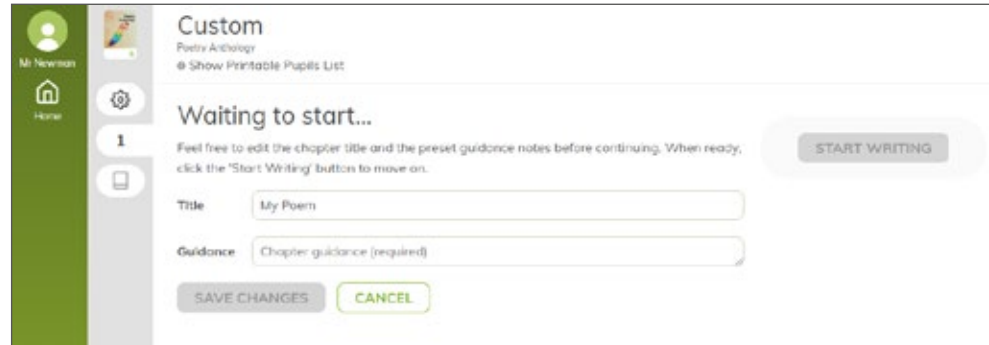 Mr Newman
Home
1
Custom
Poetry Anthology
Show Printable Pupils List
Waiting to start...
Feel free to edit the chapter title and the preset guidance notes before continuing. When ready,
click the 'Start Writing' button to move on.
START WRITING
Title
My Poem
Guidance
Chapter guidance (required)
SAVE CHANGES
CANCEL